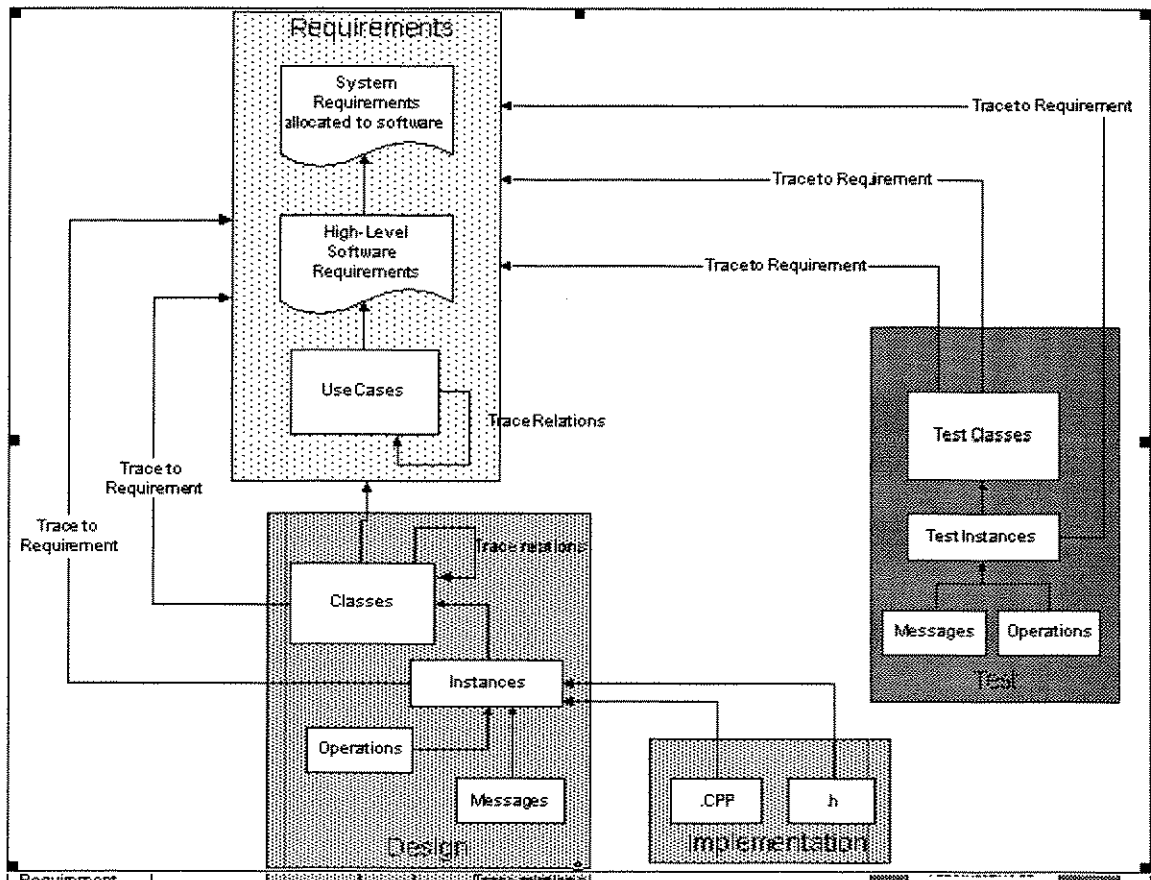 Requirements
System
Requirements
allocated to software
Trace to Requirement
Trace to Requirement
High-Level
Software
Requirements
Trace to Requirement
Use Cases
Trace Relations
Test Classes
Trace to
Requirement
Trace to
Requirement
Test Instances
Trace relations
Classes
Messages
Operations
Instances
Test
Operations
Messages
.CPP
.h
Design
Implementation
Requirement